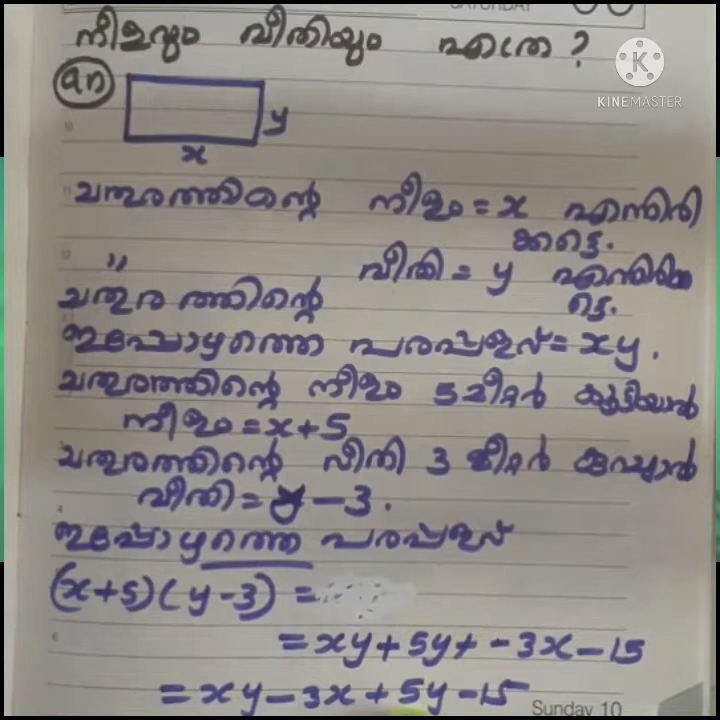 SATURDAY
നീളവും വീതിയും എത്ര?
an
y
x
ചതുരത്തിന്റെ നീളം = x എന്നിരി
ക്കട്ടെ.
" വീതി = y എന്നിരിക്ക
ട്ടെ.
ചതുരത്തിന്റെ
ഇപ്പോഴത്തെ പരപ്പളവ് = xy.
ചതുരത്തിന്റെ നീളം 5 മീറ്റർ കൂട്ടിയാൽ
നീളം = x+5
ചതുരത്തിന്റെ വീതി 3 മീറ്റർ കുറച്ചാൽ
വീതി = y-3.
ഇപ്പോഴത്തെ പരപ്പളവ്
(x+5)(y-3) =
= xy+5y+-3x-15
= xy-3x+5y-15
Sunday 10
KINEMASTER